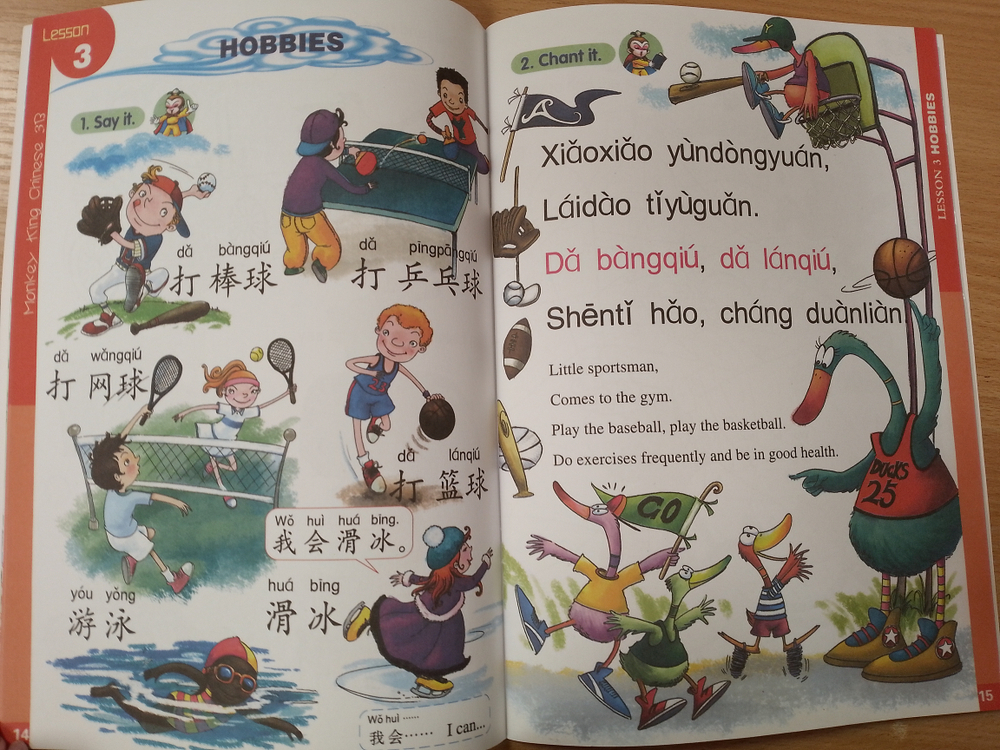 Lesson
3
HOBBIES
Monkey King Chinese 3B
1. Say it.
dǎ bàngqiú
打 棒球
dǎ pīngpāngqiú
打 乒乓球
dǎ wǎngqiú
打 网球
dǎ lánqiú
打 篮球
Wǒ huì huá bīng.
我 会 滑 冰。
huá bīng
滑 冰
yóu yǒng
游 泳
Wǒ huì ······
我 会······ I can...
14
2. Chant it.
Xiǎoxiǎo yùndòngyuán,
Láidào tǐyùguǎn.
Dǎ bàngqiú, dǎ lánqiú,
Shēntǐ hǎo, cháng duànliàn
Little sportsman,
Comes to the gym.
Play the baseball, play the basketball.
Do exercises frequently and be in good health.
GO
DUCKS
25
LESSON 3 HOBBIES
15